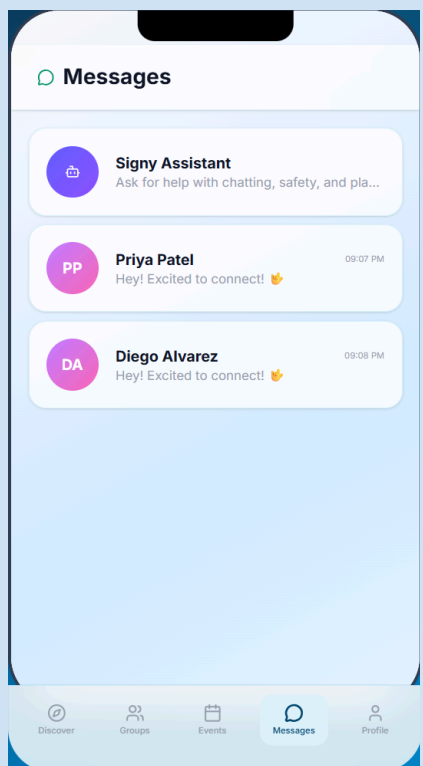 Messages
Signy Assistant
Ask for help with chatting, safety, and pla...
PP
Priya Patel
09:07 PM
Hey! Excited to connect! 🤟
DA
Diego Alvarez
09:08 PM
Hey! Excited to connect! 🤟
Discover
Groups
Events
Messages
Profile